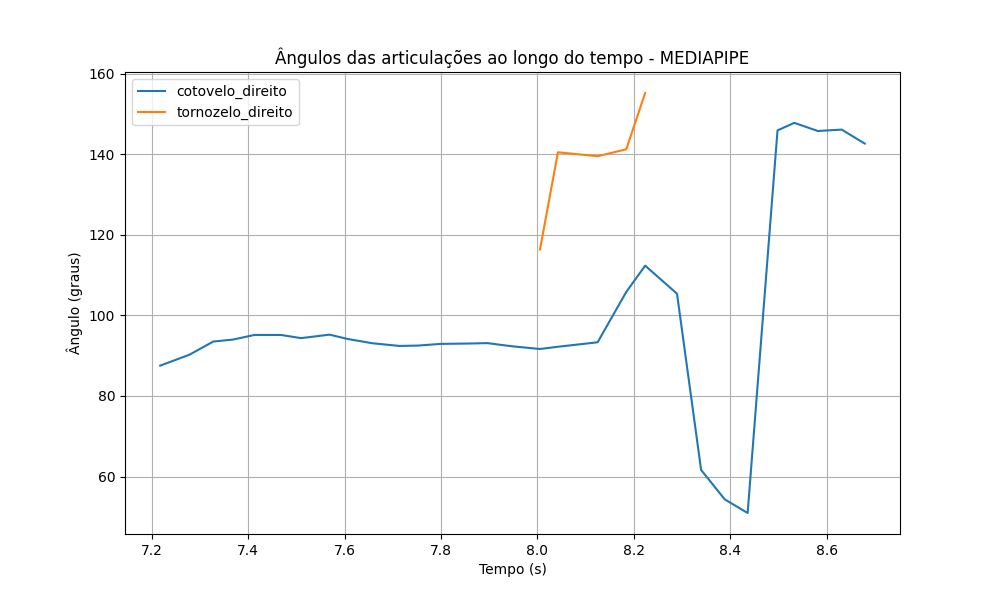 Ângulos das articulações ao longo do tempo - MEDIAPIPE
cotovelo_direito
tornozelo_direito
Ângulo (graus)
160
140
120
100
80
60
7.2 7.4 7.6 7.8 8.0 8.2 8.4 8.6
Tempo (s)